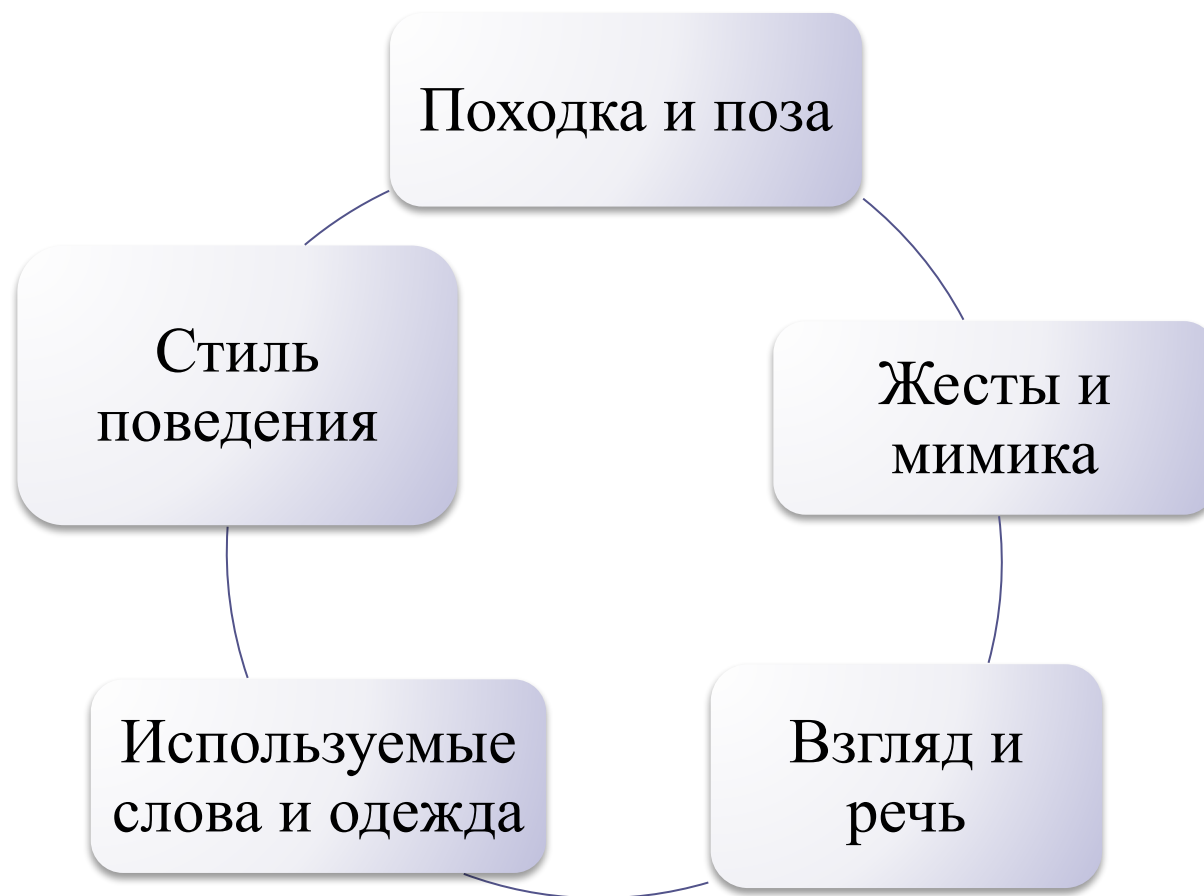 Походка и поза
Жесты и
мимика
Взгляд и
речь
Используемые
слова и одежда
Стиль
поведения